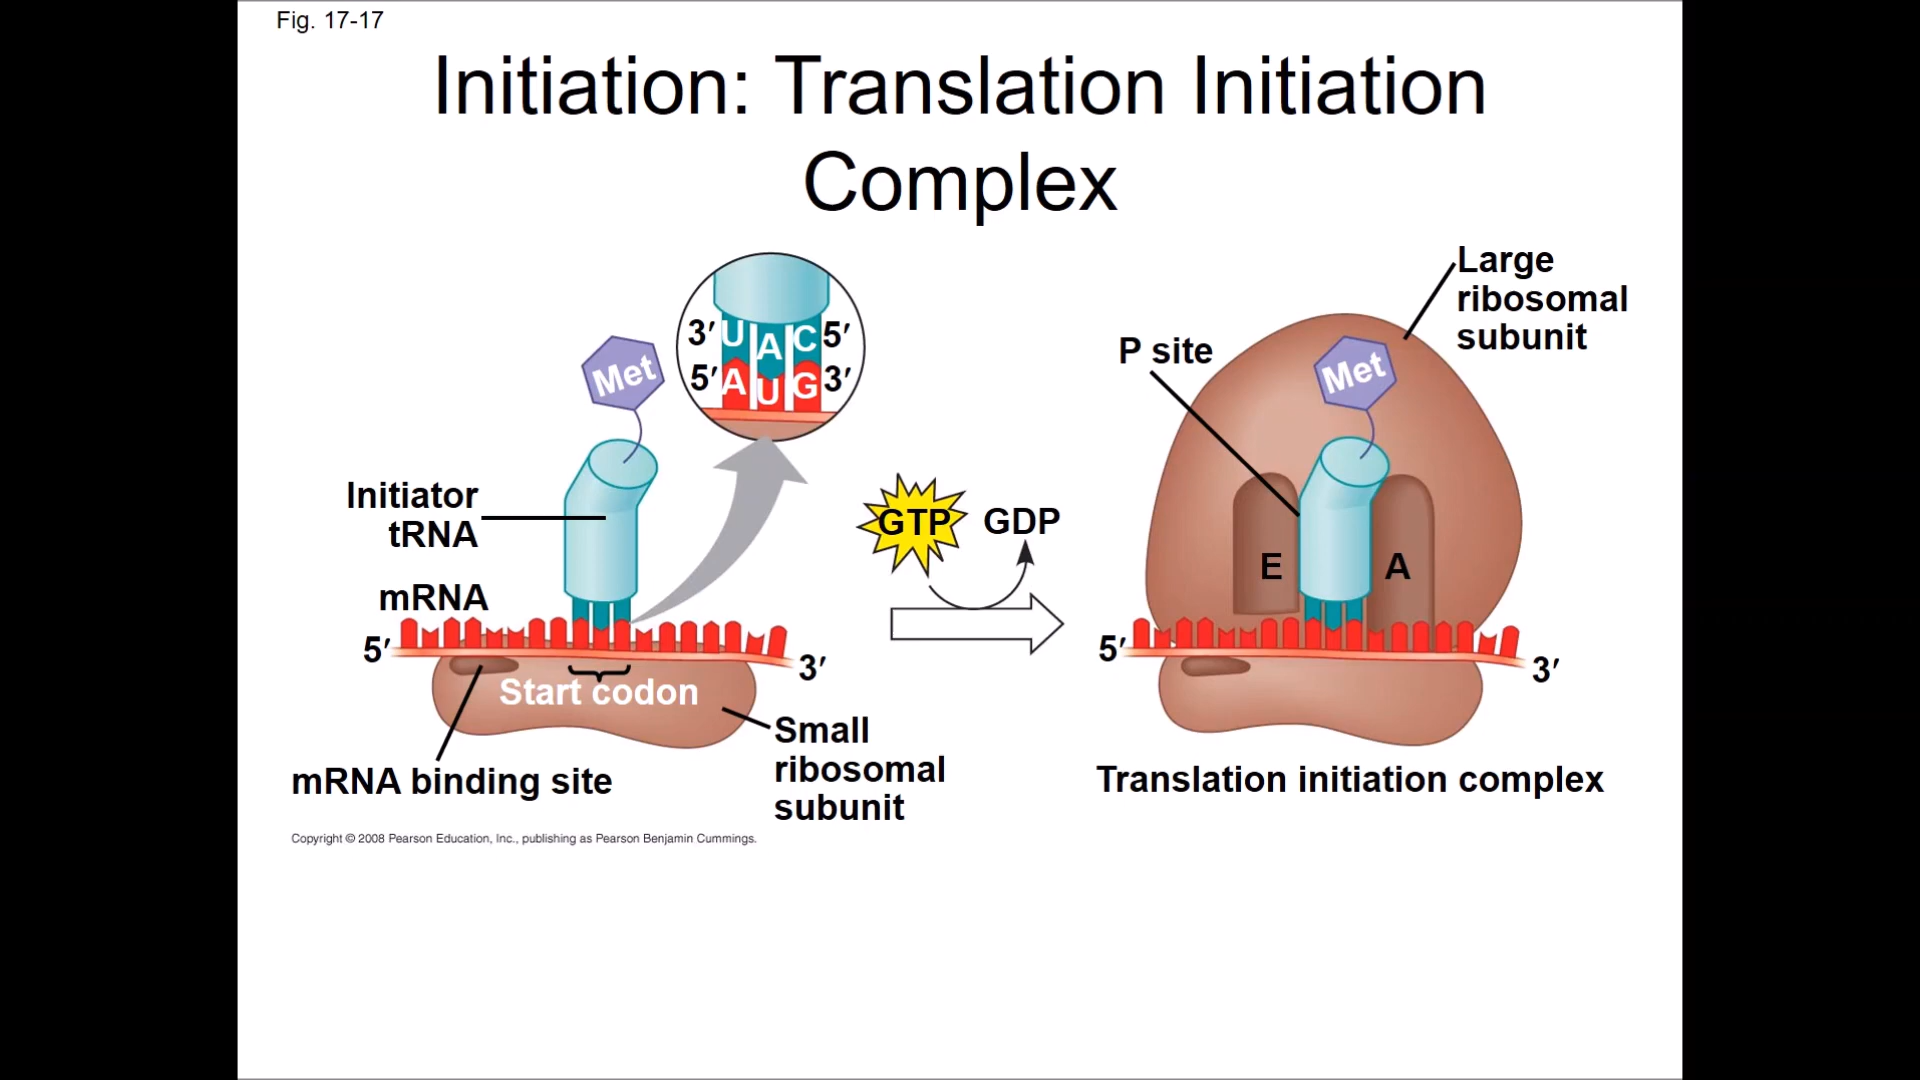 Fig. 17-17
Initiation: Translation Initiation
Complex
3′ U A C 5′
5′ A U G 3′
Met
Initiator
tRNA
mRNA
5′
3′
Start codon
mRNA binding site
Small
ribosomal
subunit
GTP
GDP
Large
ribosomal
subunit
P site
Met
E
A
5′
3′
Translation initiation complex
Copyright © 2008 Pearson Education, Inc., publishing as Pearson Benjamin Cummings.